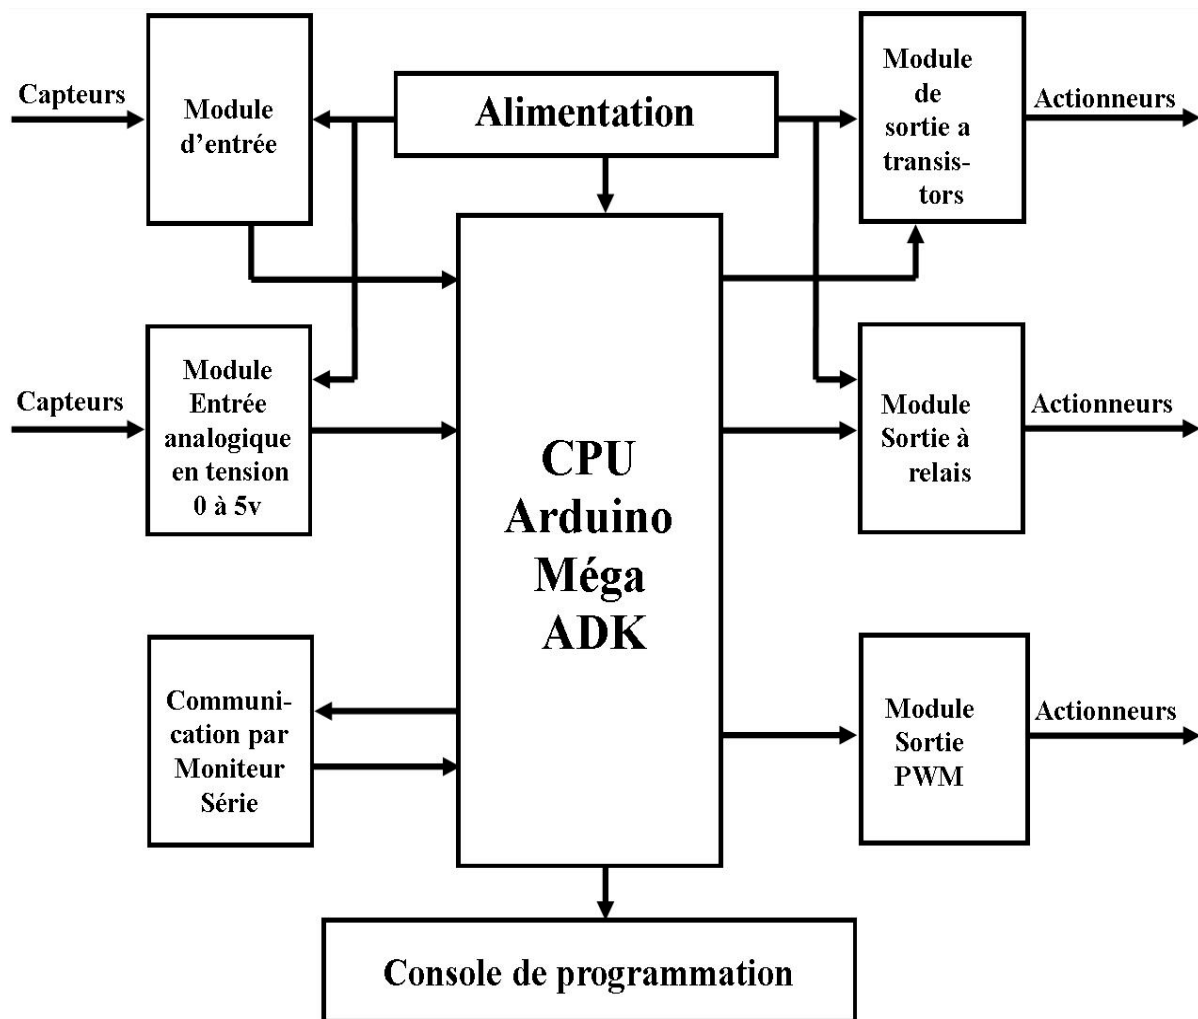 Capteurs
Module
d'entrée
Alimentation
Module
de
sortie a
transis-
tors
Actionneurs
Capteurs
Module
Entrée
analogique
en tension
0 à 5v
CPU
Arduino
Méga
ADK
Module
Sortie à
relais
Actionneurs
Communi-
cation par
Moniteur
Série
Module
Sortie
PWM
Actionneurs
Console de programmation